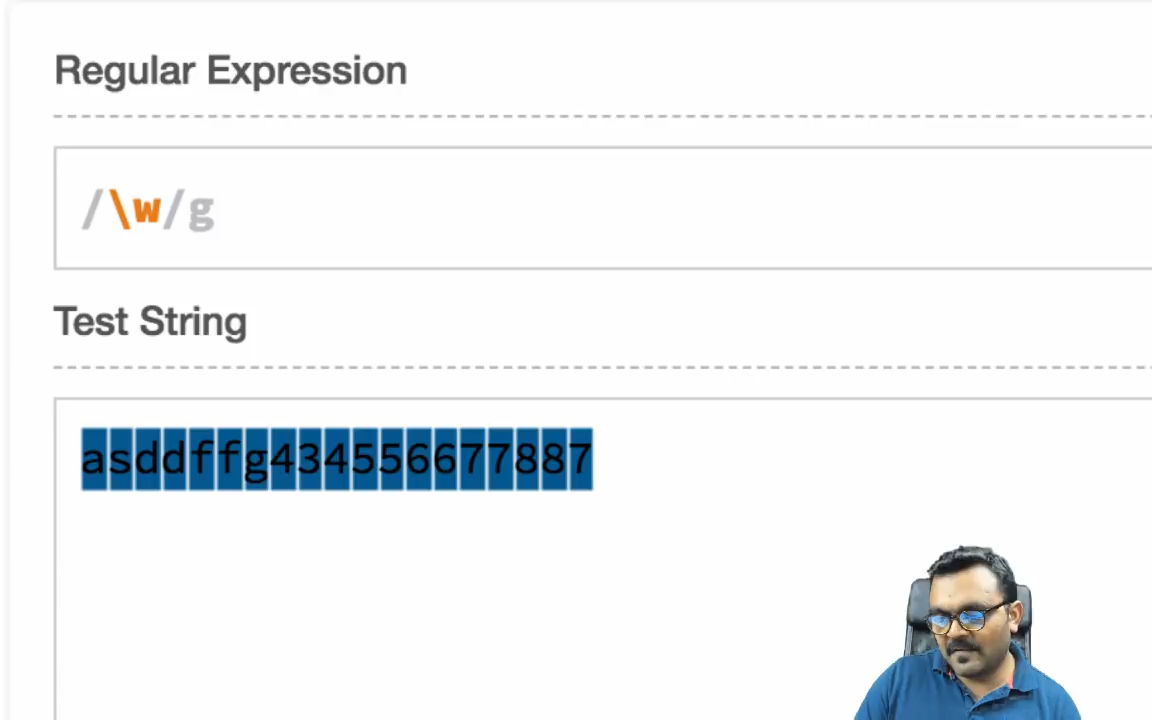 Regular Expression
/\w/g
Test String
asddffg434556677887